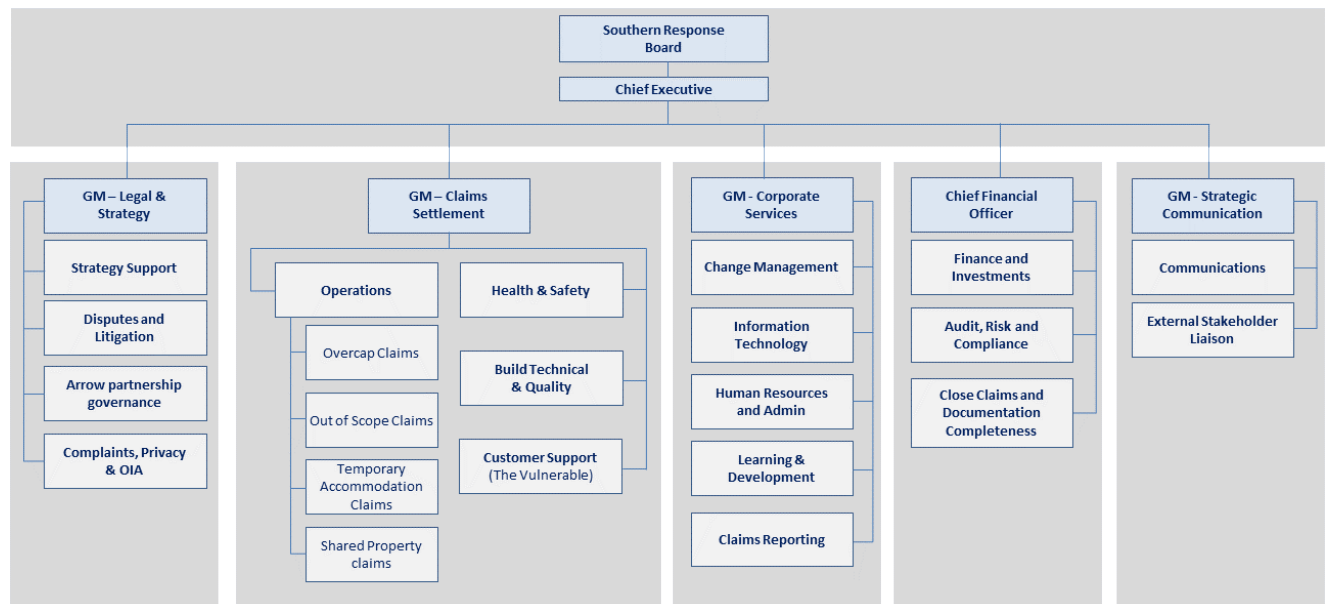 Southern Response
Board
Chief Executive
GM – Legal &
Strategy
Strategy Support
Disputes and
Litigation
Arrow partnership
governance
Complaints, Privacy
& OIA
GM – Claims
Settlement
Operations
Overcap Claims
Out of Scope Claims
Temporary
Accommodation
Claims
Shared Property
claims
Health & Safety
Build Technical
& Quality
Customer Support
(The Vulnerable)
GM - Corporate
Services
Change Management
Information
Technology
Human Resources
and Admin
Learning &
Development
Claims Reporting
Chief Financial
Officer
Finance and
Investments
Audit, Risk and
Compliance
Close Claims and
Documentation
Completeness
GM - Strategic
Communication
Communications
External Stakeholder
Liaison